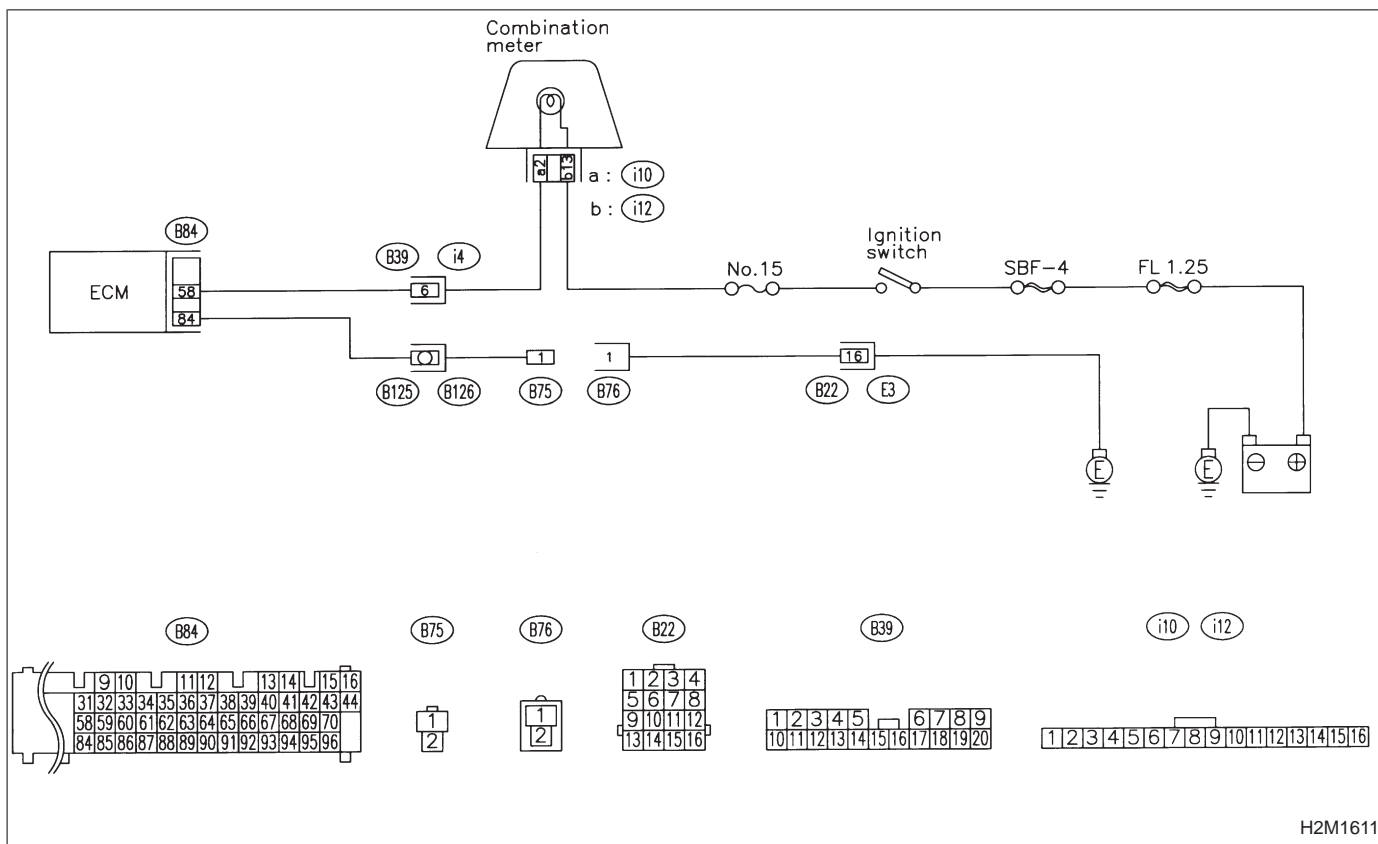 Combination
meter
a2 b13
a : i10
b : i12
B84
B39 i4
Ignition
switch
No.15
SBF-4
FL 1.25
ECM
58
6
84
1
1
16
B125 B126 B75 B76 B22 E3
E
E
⊖ ⊕
B84
B75
B76
B22
B39
i10 i12
9 10 11 12 13 14 15 16
31 32 33 34 35 36 37 38 39 40 41 42 43 44
58 59 60 61 62 63 64 65 66 67 68 69 70
84 85 86 87 88 89 90 91 92 93 94 95 96
1
2
1
2
1 2 3 4
5 6 7 8
9 10 11 12
13 14 15 16
1 2 3 4 5 6 7 8 9
10 11 12 13 14 15 16 17 18 19 20
1 2 3 4 5 6 7 8 9 10 11 12 13 14 15 16
H2M1611